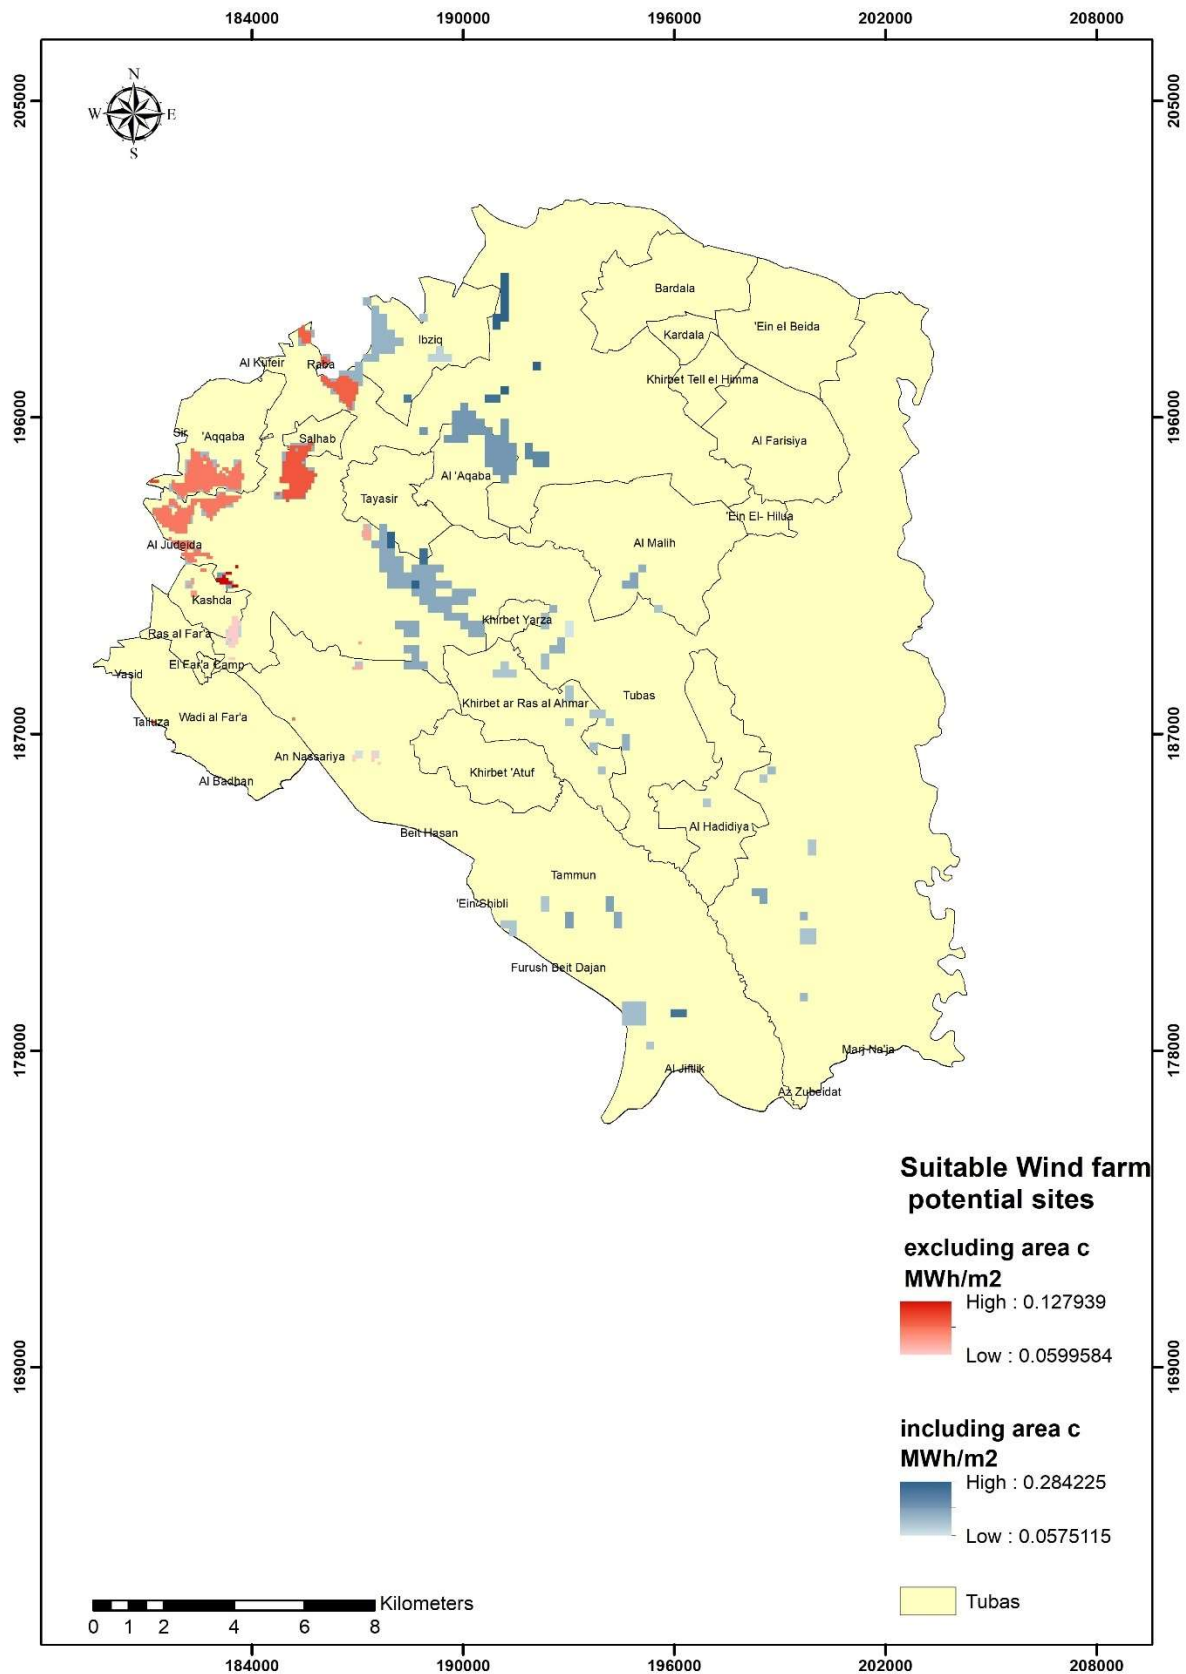 184000
190000
196000
202000
208000
205000
205000
N
W
E
S
Bardala
Kardala
'Ein el Beida
Ibziq
Al Kufeir
Raba
Khirbet Tell el Himma
196000
196000
Sir
'Aqqaba
Salhab
Al Farisiya
Al 'Aqaba
Tayasir
'Ein El- Hilua
Al Judeida
Al Malih
Kashda
Khirbet Yarza
Ras al Far'a
El Far'a Camp
Yasid
Tubas
Khirbet ar Ras al Ahmar
Talluza
Wadi al Far'a
187000
187000
An Nassariya
Khirbet 'Atuf
Al Badhan
Al Hadidiya
Beit Hasan
Tammun
'Ein Shibli
Furush Beit Dajan
178000
178000
Marj Na'ja
Al Jiftlik
Az Zubeidat
Suitable Wind farm
potential sites
excluding area c
MWh/m2
High : 0.127939
Low : 0.0599584
169000
169000
including area c
MWh/m2
High : 0.284225
Low : 0.0575115
Tubas
Kilometers
0 1 2 4 6 8
184000
190000
196000
202000
208000